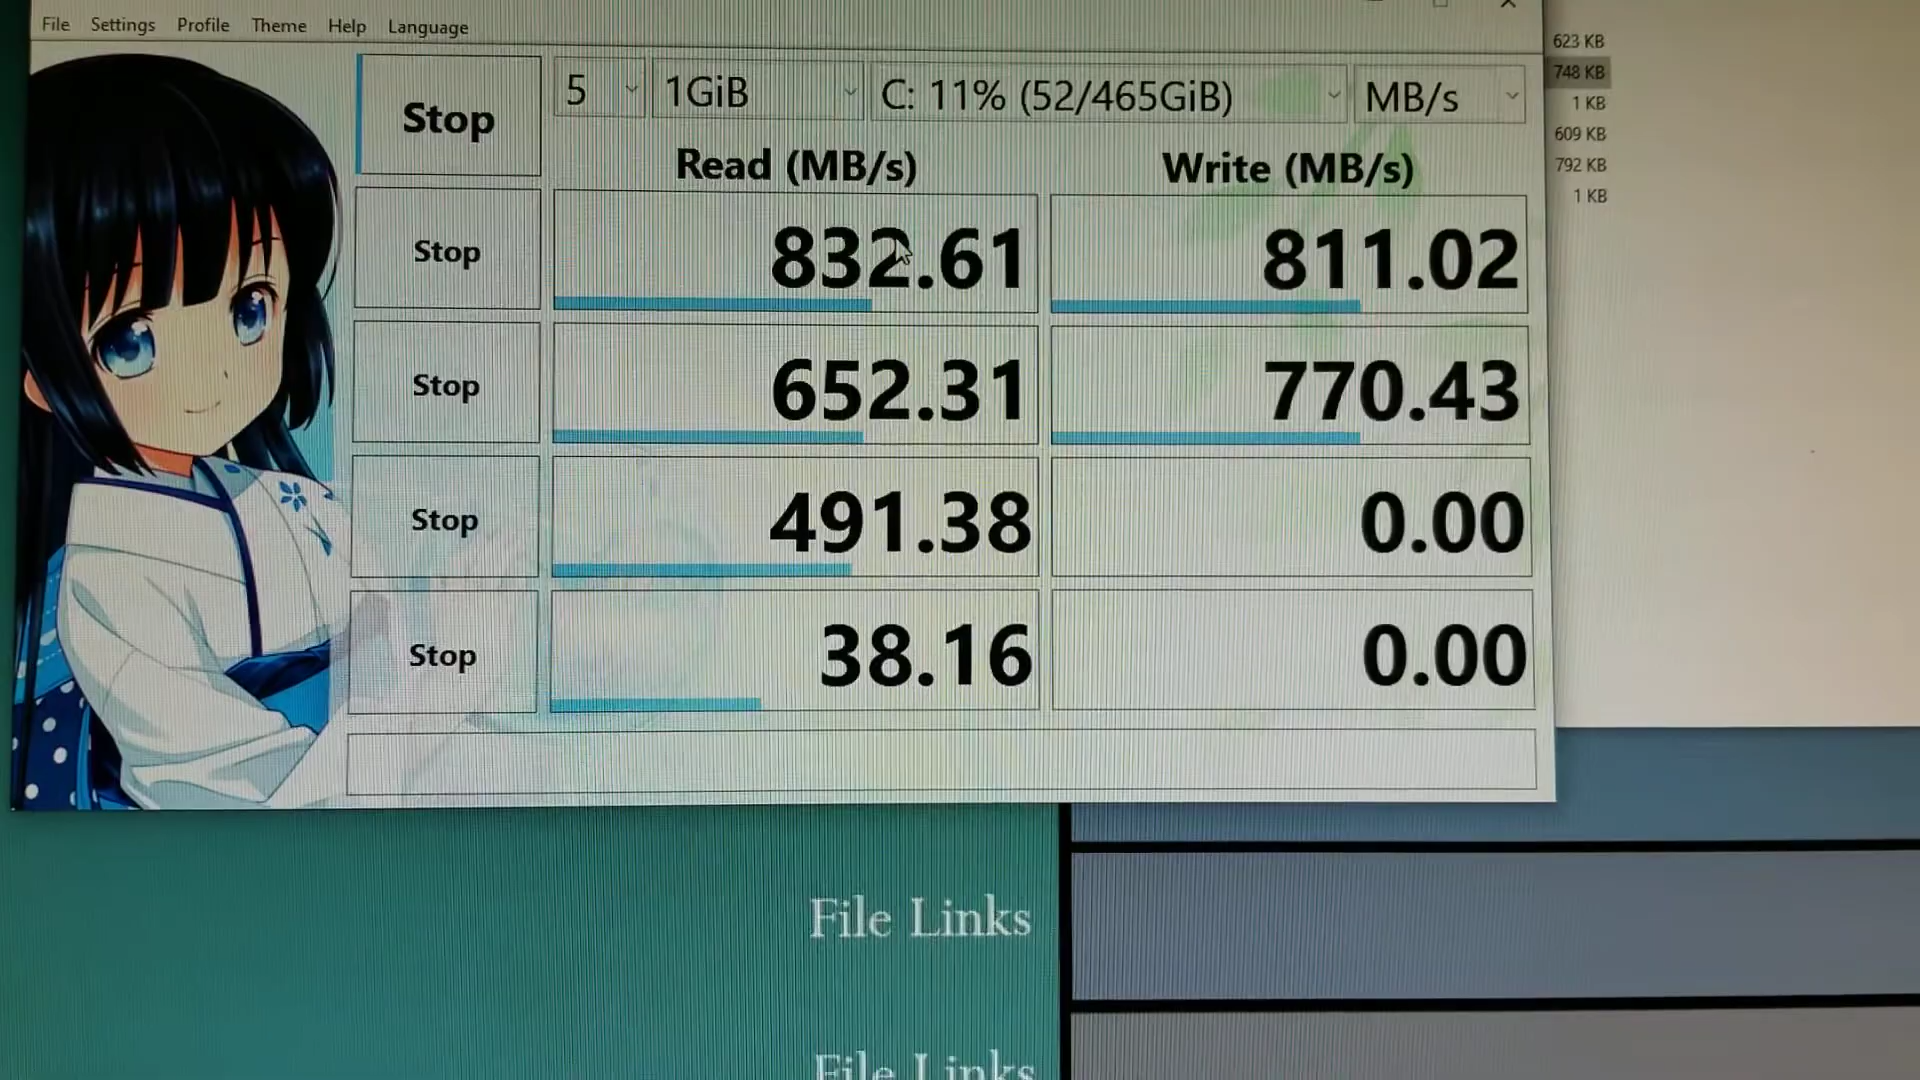 File Settings Profile Theme Help Language
Stop 5 1GiB C: 11% (52/465GiB) MB/s
Read (MB/s) Write (MB/s)
Stop 832.61 811.02
Stop 652.31 770.43
Stop 491.38 0.00
Stop 38.16 0.00
623 KB
748 KB
1 KB
609 KB
792 KB
1 KB
File Links
File Links